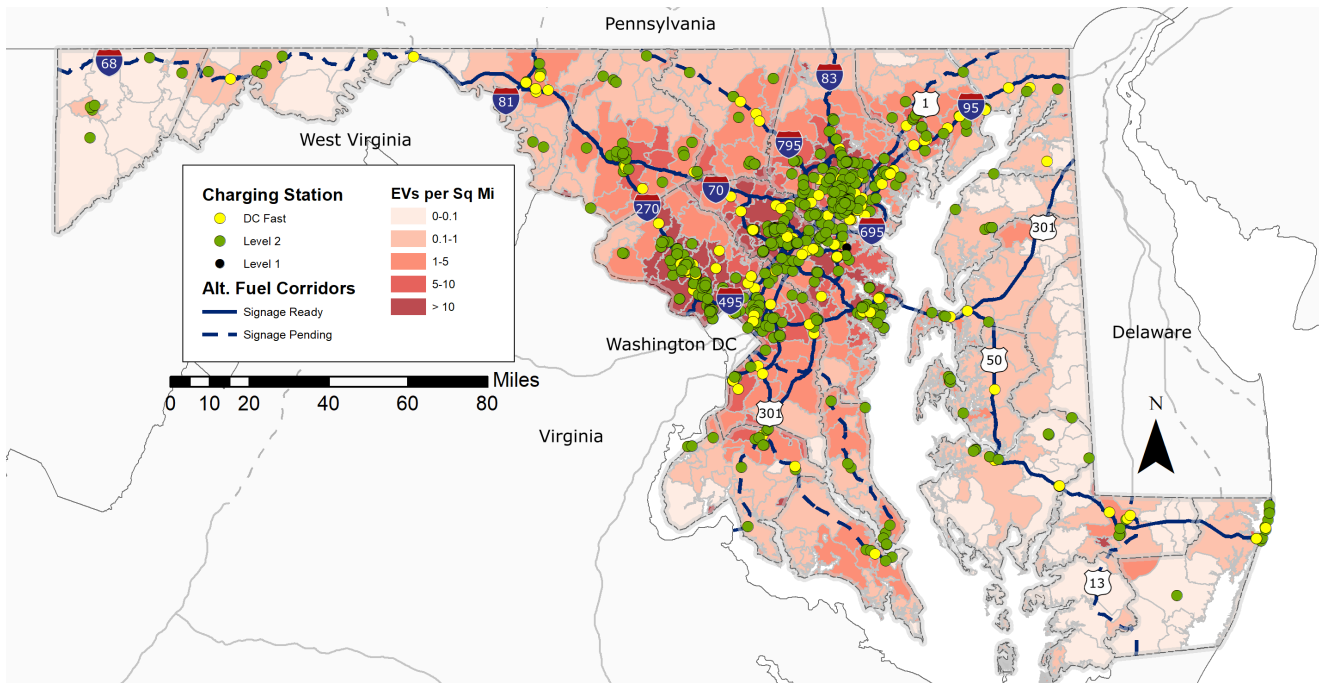 Pennsylvania
68
83
81
1
95
West Virginia
795
Charging Station
EVs per Sq Mi
DC Fast
0-0.1
Level 2
0.1-1
Level 1
1-5
Alt. Fuel Corridors
5-10
Signage Ready
> 10
Signage Pending
70
270
301
695
495
Washington DC
Delaware
50
Miles
0 10 20 40 60 80
301
N
Virginia
13